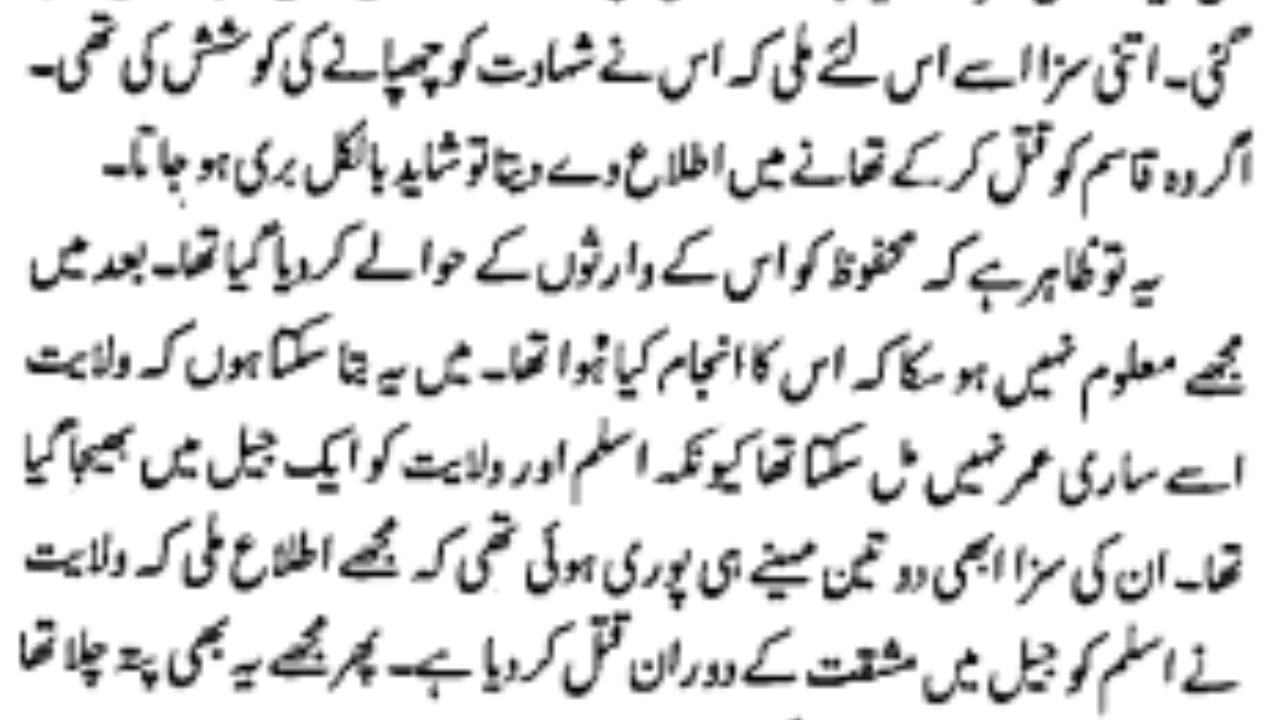 گئی۔ اتنی سزا اسے اس لئے ملی کہ اس نے شہادت کو چھپانے کی کوشش کی تھی۔
اگر وہ قاسم کو قتل کر کے تھانے میں اطلاع دے دیتا تو شاید بالکل بری ہو جاتا۔
یہ تو ظاہر ہے کہ محفوظ کو اس کے وارثوں کے حوالے کر دیا گیا تھا۔ بعد میں
مجھے معلوم نہیں ہو سکا کہ اس کا انجام کیا ہُوا تھا۔ میں یہ بتا سکتا ہوں کہ ولایت
اسے ساری عمر نہیں مل سکتا تھا کیونکہ اسلم اور ولایت کو ایک جیل میں بھیجا گیا
تھا۔ ان کی سزا ابھی دو تین مہینے ہی پوری ہوئی تھی کہ مجھے اطلاع ملی کہ ولایت
نے اسلم کو جیل میں مشقت کے دوران قتل کر دیا ہے۔ پھر مجھے یہ بھی پتہ چلا تھا